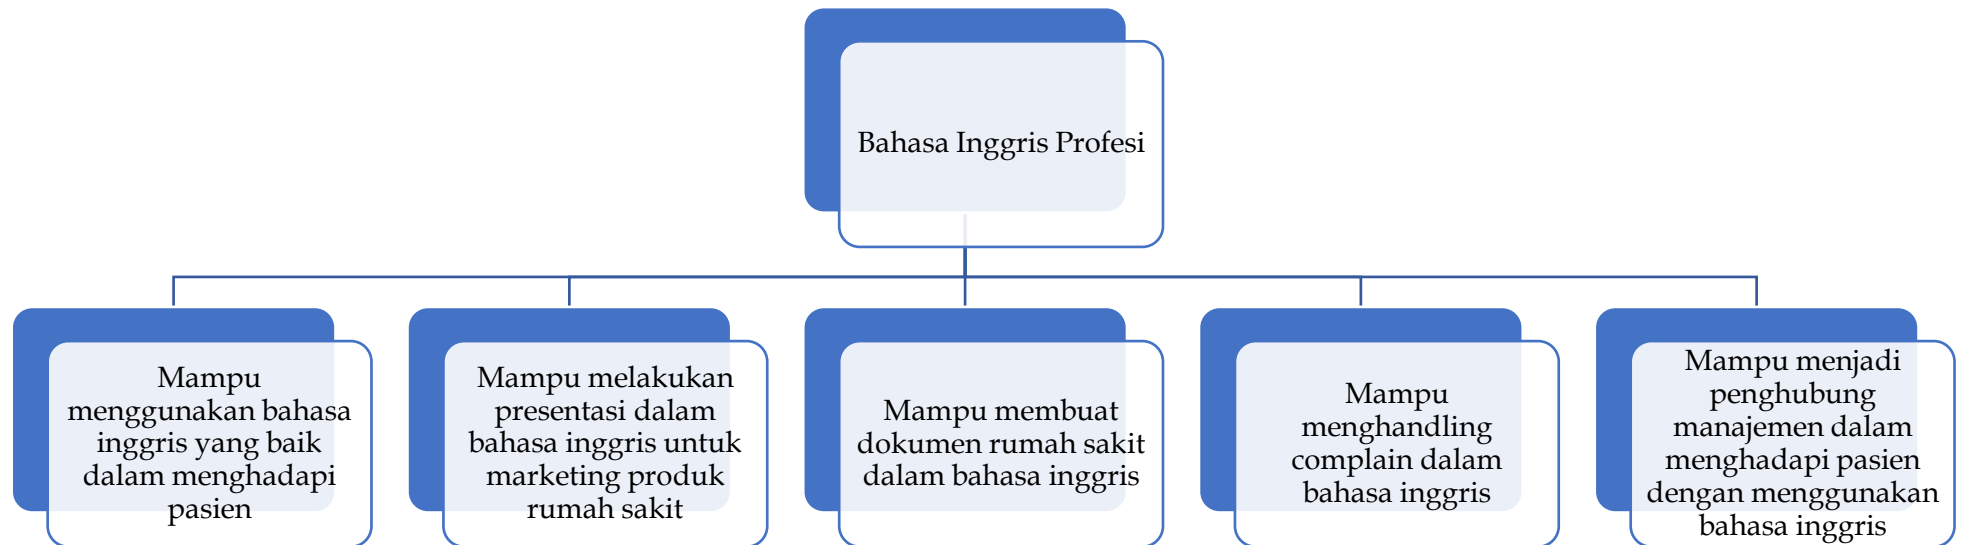 Bahasa Inggris Profesi
Mampu
menggunakan bahasa
inggris yang baik
dalam menghadapi
pasien
Mampu melakukan
presentasi dalam
bahasa inggris untuk
marketing produk
rumah sakit
Mampu membuat
dokumen rumah sakit
dalam bahasa inggris
Mampu
menghandling
complain dalam
bahasa inggris
Mampu menjadi
penghubung
manajemen dalam
menghadapi pasien
dengan menggunakan
bahasa inggris